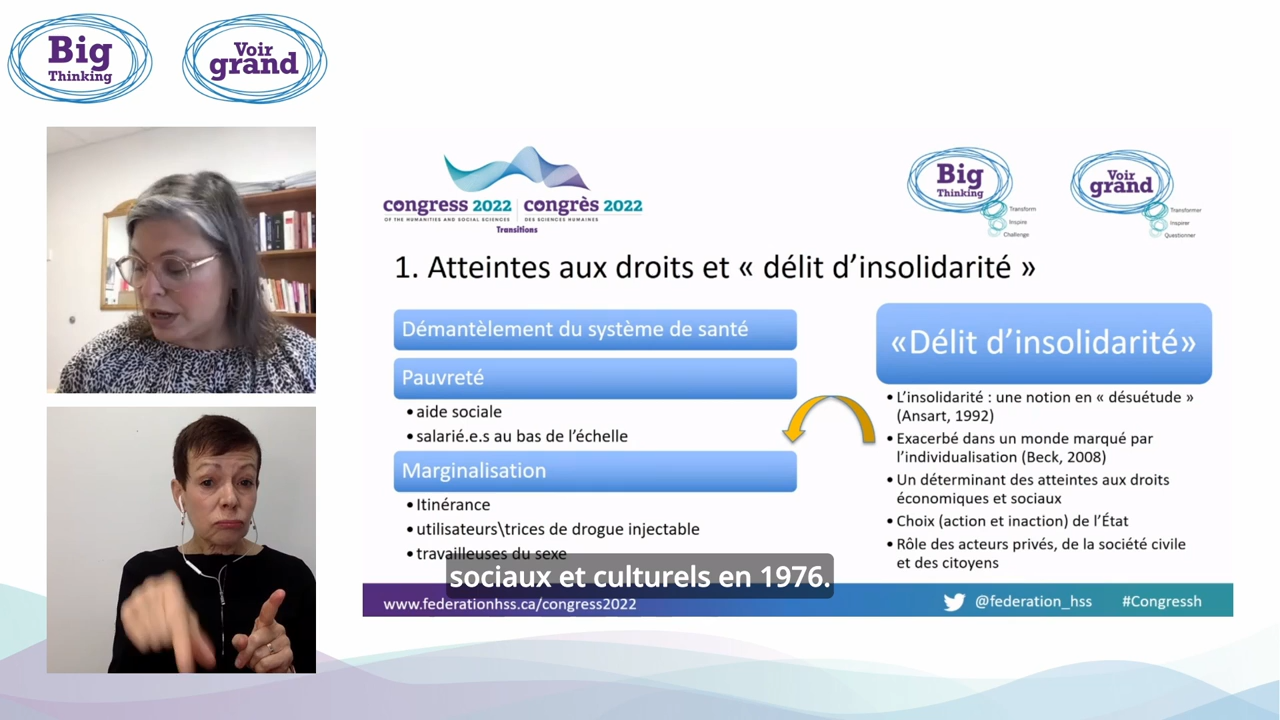 Big
Thinking
Voir
grand
congress 2022 | congrès 2022
OF THE HUMANITIES AND SOCIAL SCIENCES | DES SCIENCES HUMAINES
Transitions
Big
Thinking
Transform
Inspire
Challenge
Voir
grand
Transformer
Inspirer
Questionner
1. Atteintes aux droits et « délit d’insolidarité »
Démantèlement du système de santé
Pauvreté
• aide sociale
• salarié.e.s au bas de l’échelle
Marginalisation
• Itinérance
• utilisateurs\trices de drogue injectable
• travailleuses du sexe
«Délit d’insolidarité»
• L’insolidarité : une notion en « désuétude »
(Ansart, 1992)
• Exacerbé dans un monde marqué par
l’individualisation (Beck, 2008)
• Un déterminant des atteintes aux droits
économiques et sociaux
• Choix (action et inaction) de l’État
• Rôle des acteurs privés, de la société civile
et des citoyens
sociaux et culturels en 1976.
www.federationhss.ca/congress2022
@federation_hss
#Congressh